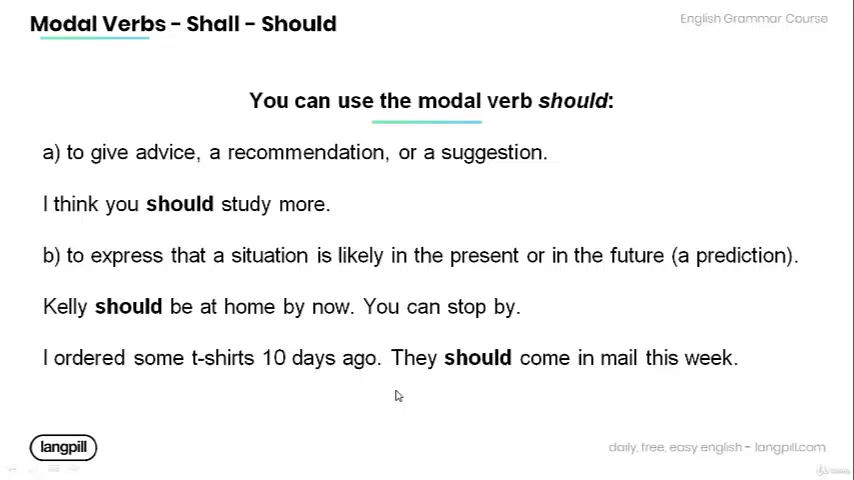 Modal Verbs - Shall - Should
English Grammar Course
You can use the modal verb should:
a) to give advice, a recommendation, or a suggestion.
I think you should study more.
b) to express that a situation is likely in the present or in the future (a prediction).
Kelly should be at home by now. You can stop by.
I ordered some t-shirts 10 days ago. They should come in mail this week.
langpill
daily, free, easy english - langpill.com